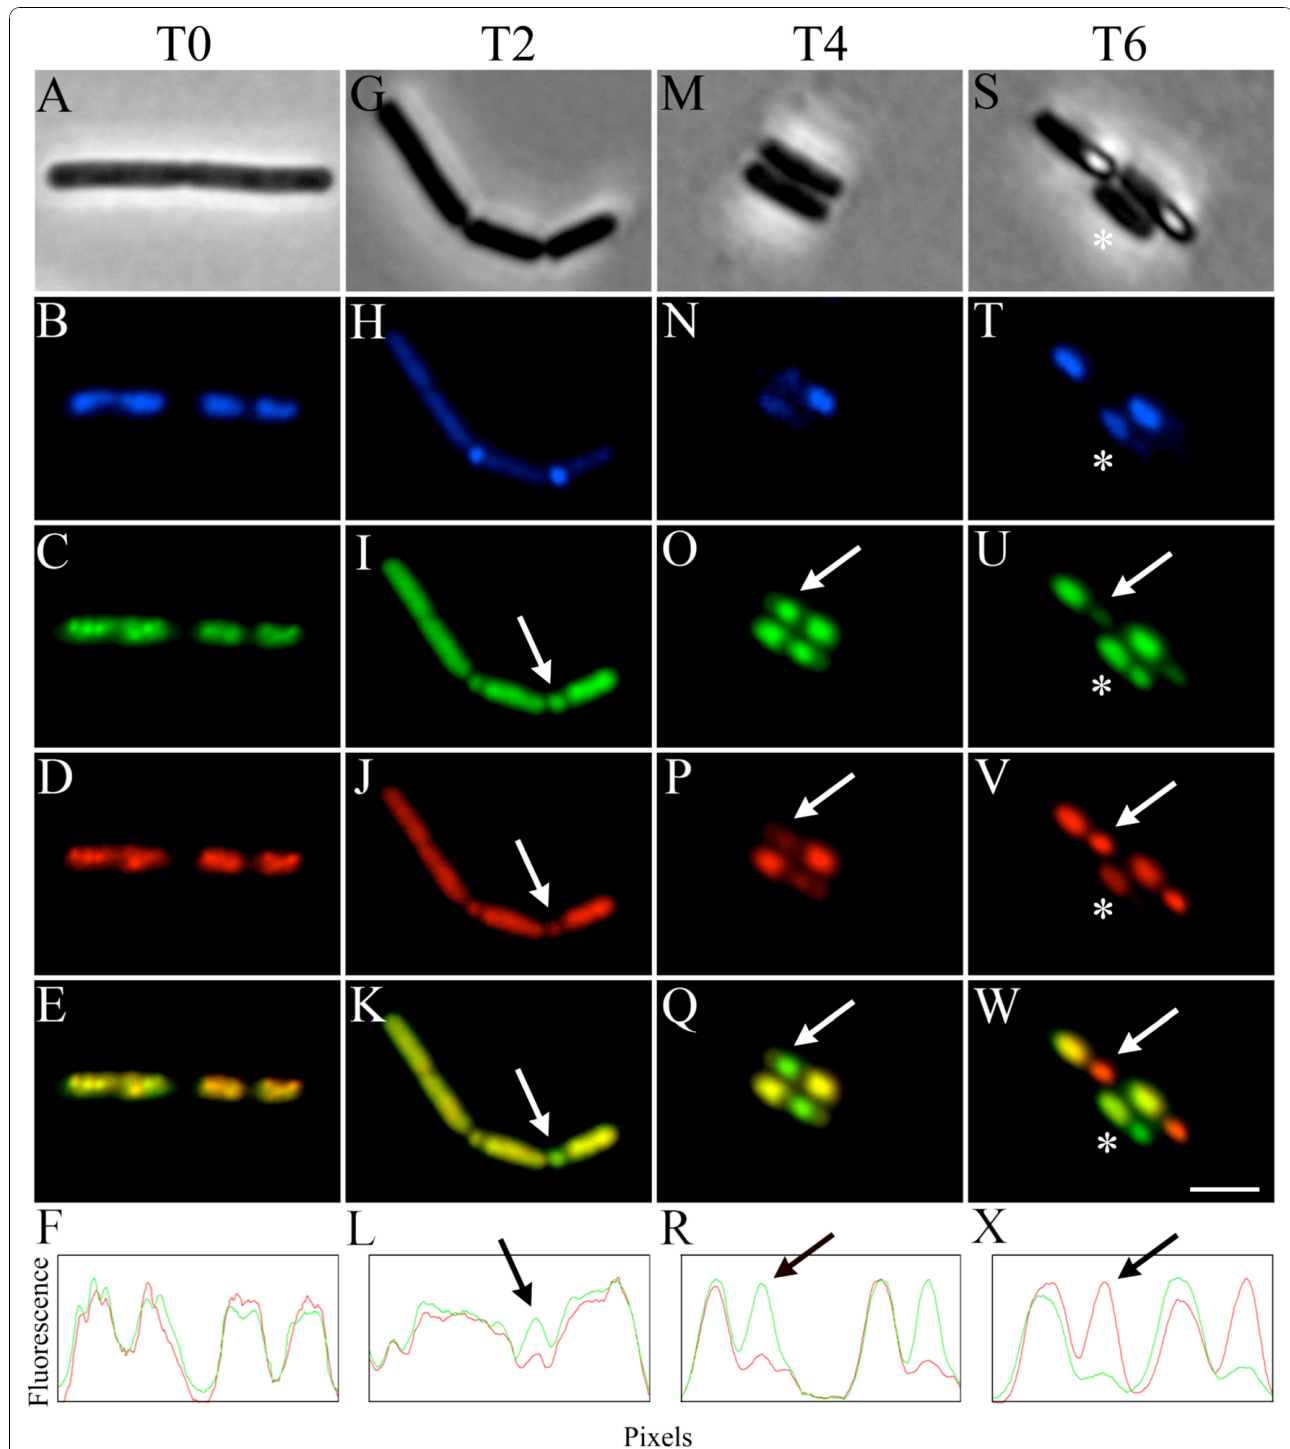 T0 T2 T4 T6
A G M S
*
B H N T
*
C I O U
*
D J P V
*
E K Q W
*
F L R X
Fluorescence
Pixels